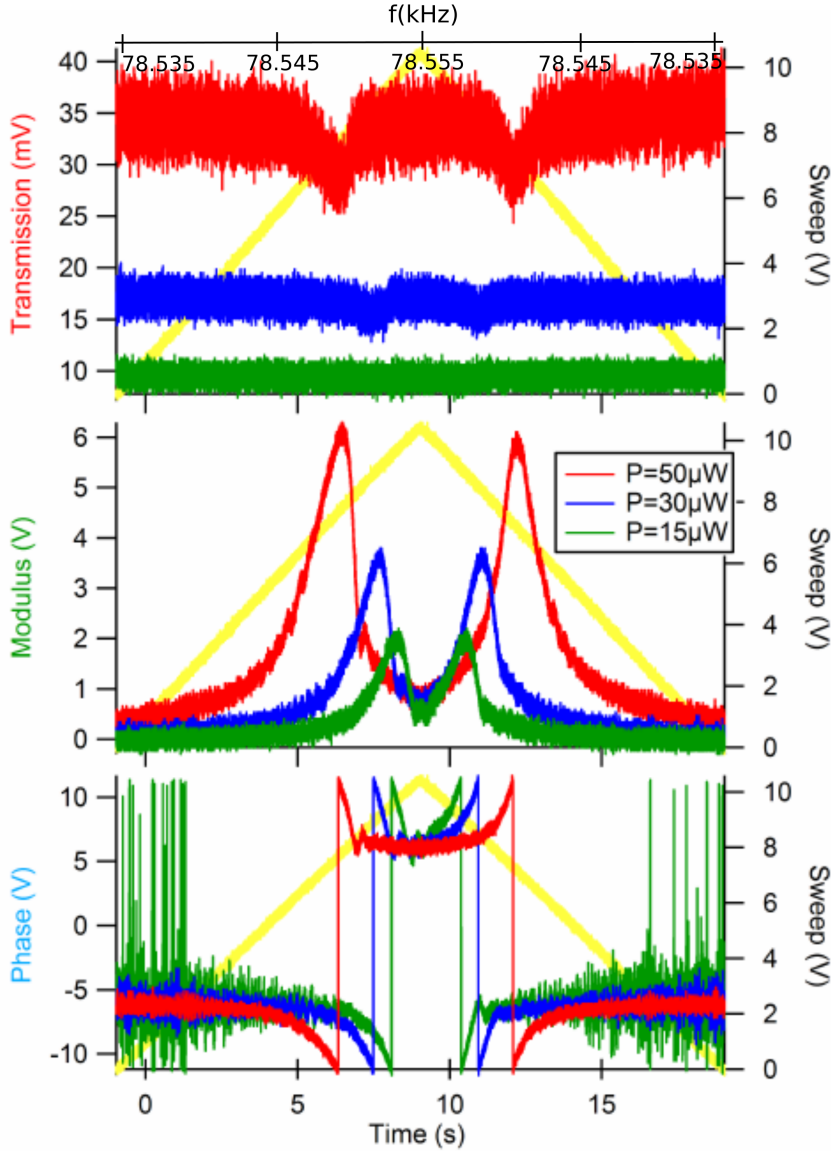 f(kHz)
78.535 78.545 78.555 78.545 78.535
Transmission (mV)
40
35
30
25
20
15
10
10
8
6
4
2
0
Sweep (V)
Modulus (V)
6
5
4
3
2
1
0
P=50µW
P=30µW
P=15µW
10
8
6
4
2
0
Sweep (V)
Phase (V)
10
5
0
-5
-10
10
8
6
4
2
0
Sweep (V)
0 5 10 15
Time (s)